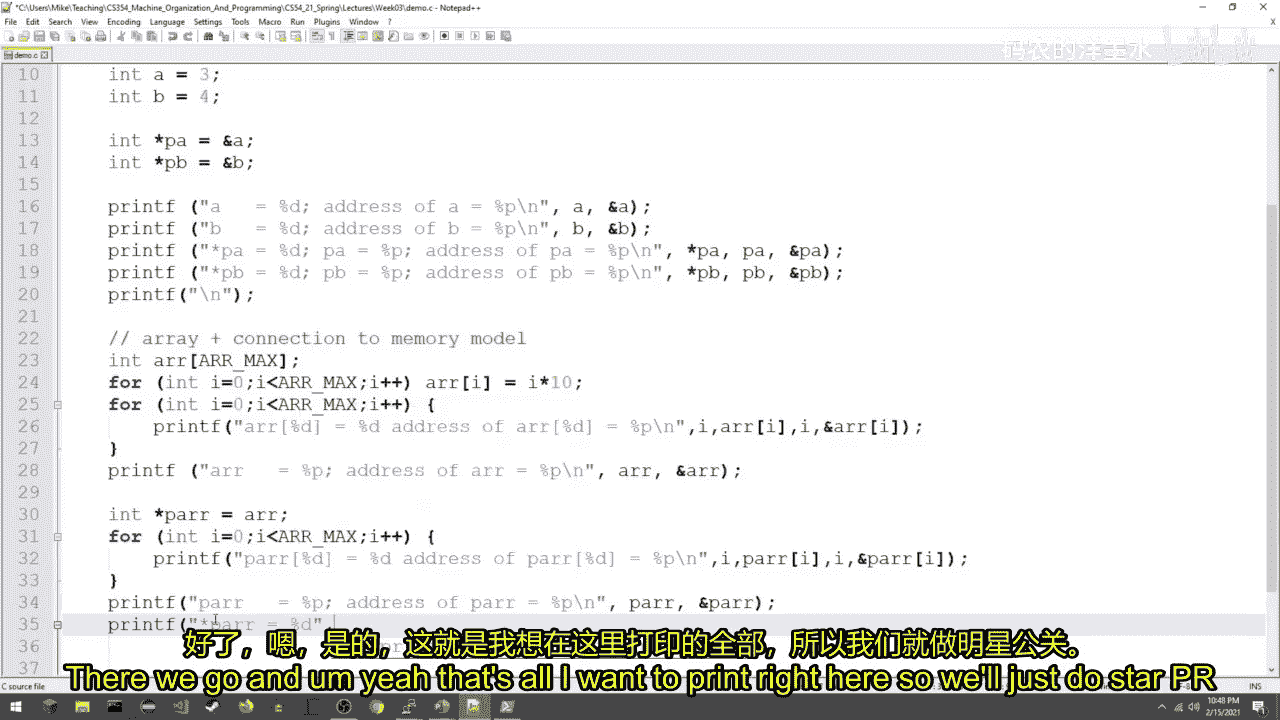 *C:\Users\Mike\Teaching\CS354_Machine_Organization_And_Programming\CS54_21_Spring\Lectures\Week03\demo.c - Notepad++
File Edit Search View Encoding Language Settings Tools Macro Run Plugins Window ?
demo.c
码农的洋墨水 bilibili
10 int a = 3;
11 int b = 4;
12
13 int *pa = &a;
14 int *pb = &b;
15
16 printf ("a   = %d; address of a = %p\n", a, &a);
17 printf ("b   = %d; address of b = %p\n", b, &b);
18 printf ("*pa = %d; pa = %p; address of pa = %p\n", *pa, pa, &pa);
19 printf ("*pb = %d; pb = %p; address of pb = %p\n", *pb, pb, &pb);
20 printf("\n");
21
22 // array + connection to memory model
23 int arr[ARR_MAX];
24 for (int i=0;i<ARR_MAX;i++) arr[i] = i*10;
25 for (int i=0;i<ARR_MAX;i++) {
26 printf("arr[%d] = %d address of arr[%d] = %p\n",i,arr[i],i,&arr[i]);
27 }
28 printf ("arr   = %p; address of arr = %p\n", arr, &arr);
29
30 int *parr = arr;
31 for (int i=0;i<ARR_MAX;i++) {
32 printf("parr[%d] = %d address of parr[%d] = %p\n",i,parr[i],i,&parr[i]);
33 }
34 printf("parr   = %p; address of parr = %p\n", parr, &parr);
35 printf("*parr = %d",
36
37
好了，嗯，是的，这就是我想在这里打印的全部，所以我们就做明星公关。
There we go and um yeah that's all I want to print right here so we'll just do star PR
C source file
INS
10:48 PM
2/15/2021